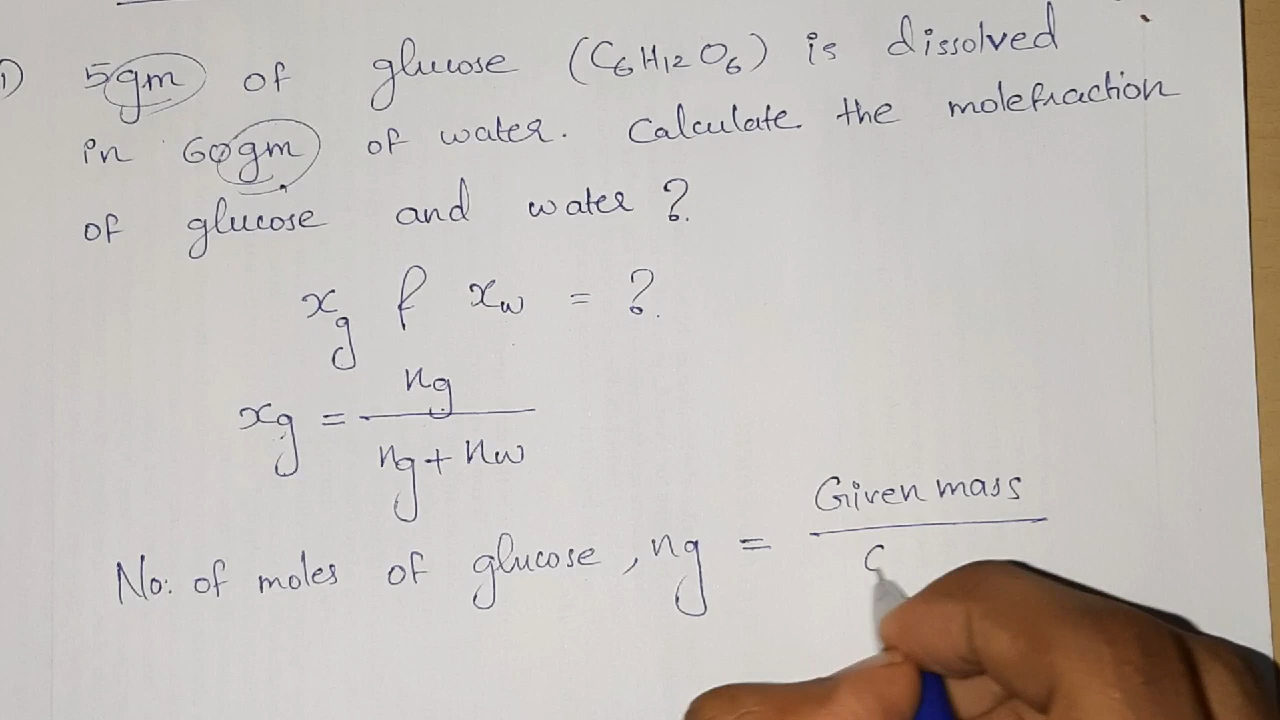 1) 5gm of glucose (C6H12O6) is dissolved
in 60gm of water. Calculate the molefraction
of glucose and water?
xg & xw = ?
xg = ng
ng + nw
No: of moles of glucose, ng = Given mass
G